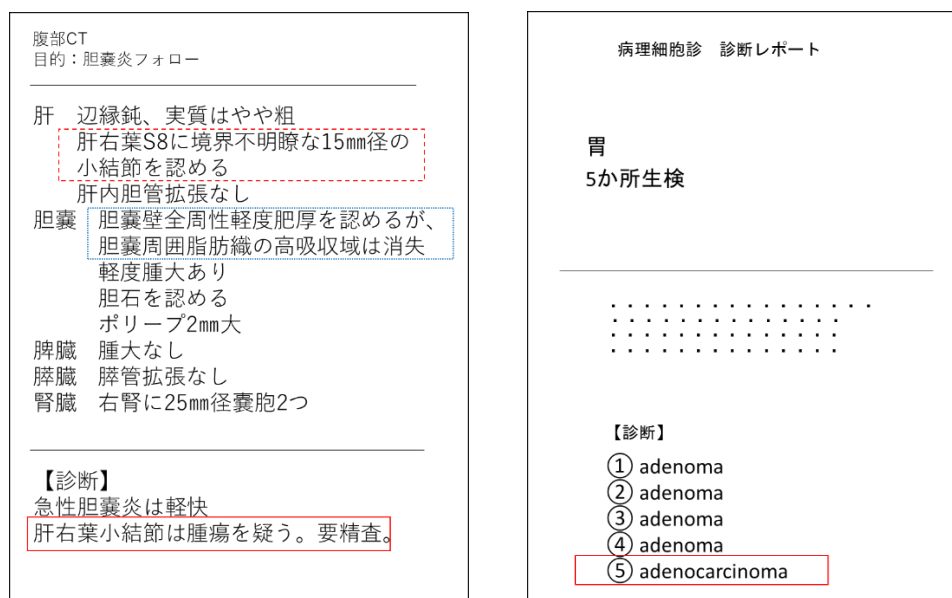 腹部CT
目的：胆嚢炎フォロー
肝 辺縁鈍、実質はやや粗
肝右葉S8に境界不明瞭な15㎜径の
小結節を認める
肝内胆管拡張なし
胆嚢 胆嚢壁全周性軽度肥厚を認めるが、
胆嚢周囲脂肪織の高吸収域は消失
軽度腫大あり
胆石を認める
ポリープ2㎜大
脾臓 腫大なし
膵臓 膵管拡張なし
腎臓 右腎に25㎜径嚢胞2つ
【診断】
急性胆嚢炎は軽快
肝右葉小結節は腫瘍を疑う。要精査。
病理細胞診 診断レポート
胃
5か所生検
【診断】
① adenoma
② adenoma
③ adenoma
④ adenoma
⑤ adenocarcinoma